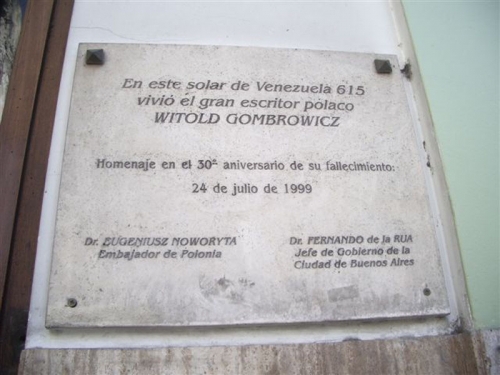 En este solar de Venezuela 615
vivió el gran escritor polaco
WITOLD GOMBROWICZ
Homenaje en el 30º aniversario de su fallecimiento:
24 de julio de 1999
Dr. EUGENIUSZ NOWORYTA
Embajador de Polonia
Dr. FERNANDO de la RUA
Jefe de Gobierno de la
Ciudad de Buenos Aires